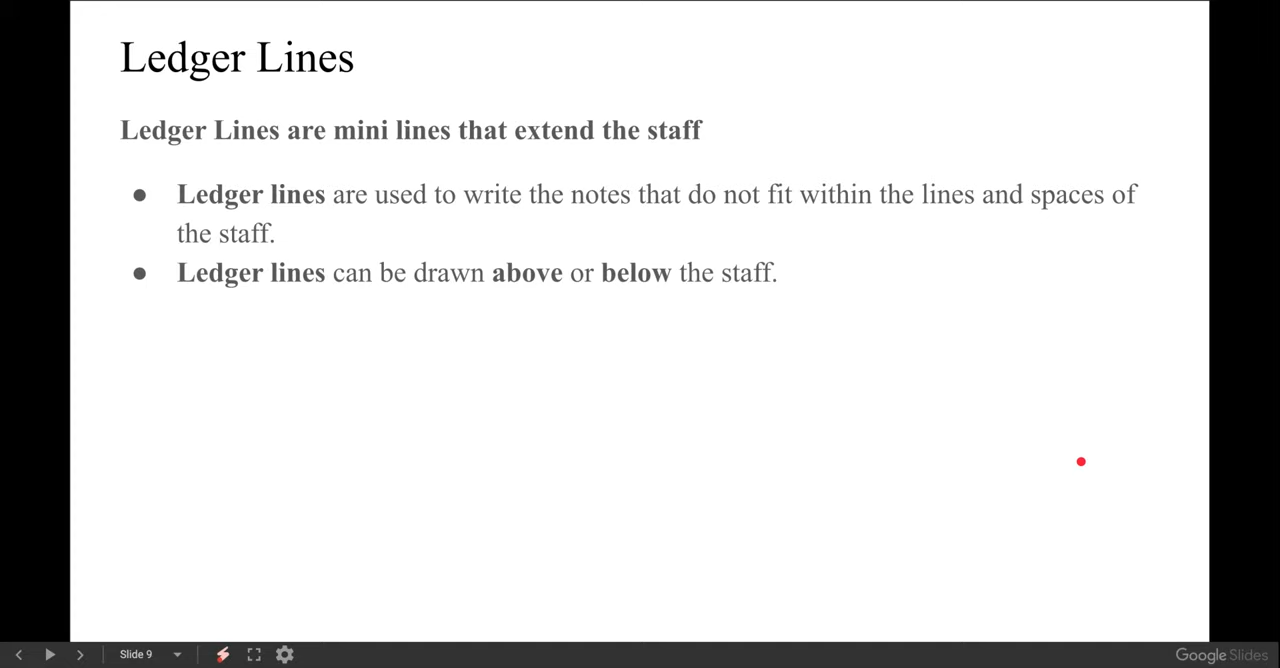 Ledger Lines
Ledger Lines are mini lines that extend the staff
● Ledger lines are used to write the notes that do not fit within the lines and spaces of
the staff.
● Ledger lines can be drawn above or below the staff.
Slide 9
Google Slides